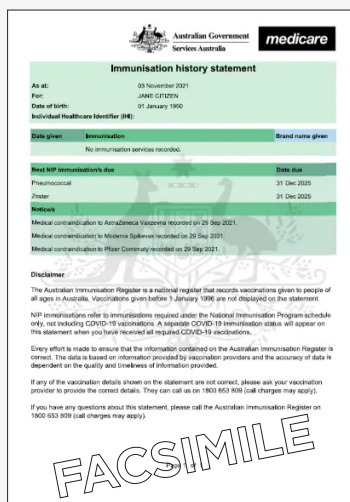 Australian Government
Services Australia
medicare
Immunisation history statement
As at: 03 November 2021
For: JANE CITIZEN
Date of birth: 01 January 1960
Individual Healthcare Identifier (IHI):
Date given Immunisation Brand name given
No immunisation services recorded.
Next NIP immunisation/s due Date due
Pneumococcal 31 Dec 2025
Zoster 31 Dec 2025
Notice/s
Medical contraindication to AstraZeneca Vaxzevria recorded on 29 Sep 2021.
Medical contraindication to Moderna Spikevax recorded on 29 Sep 2021.
Medical contraindication to Pfizer Comirnaty recorded on 29 Sep 2021.
Disclaimer
The Australian Immunisation Register is a national register that records vaccinations given to people of
all ages in Australia. Vaccinations given before 1 January 1996 are not displayed on the statement.
NIP immunisations refer to immunisations required under the National Immunisation Program schedule
only, not including COVID-19 vaccinations. A separate COVID-19 immunisation status will appear on
this statement when you have received all required COVID-19 vaccinations.
Every effort is made to ensure that the information contained on the Australian Immunisation Register is
correct. The data is based on information provided by vaccination providers and the accuracy of data is
dependent on the quality and timeliness of information provided.
If any of the vaccination details shown on the statement are not correct, please ask your vaccination
provider to provide the correct details. They can call us on 1800 653 809 (call charges may apply).
If you have any questions about this statement, please call the Australian Immunisation Register on
1800 653 809 (call charges may apply).
Page 1 of
FACSIMILE